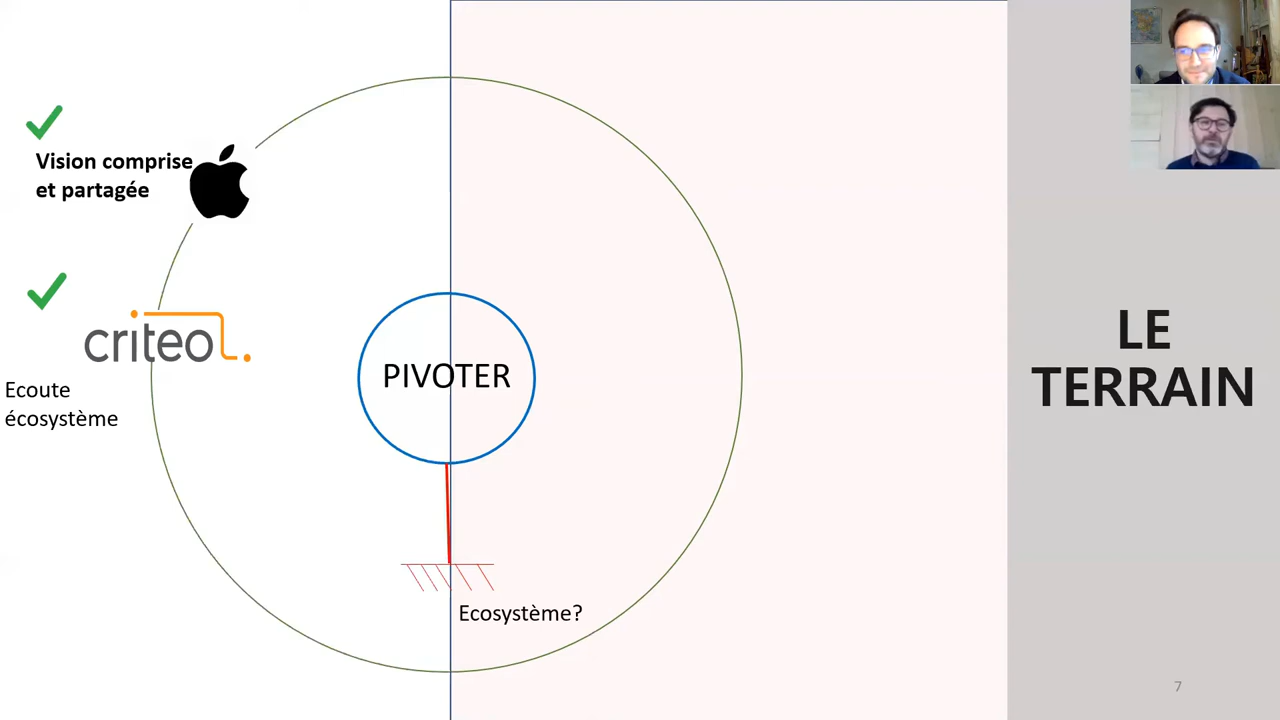 Vision comprise
et partagée
criteo
Ecoute
écosystème
PIVOTER
Ecosystème?
LE
TERRAIN
7